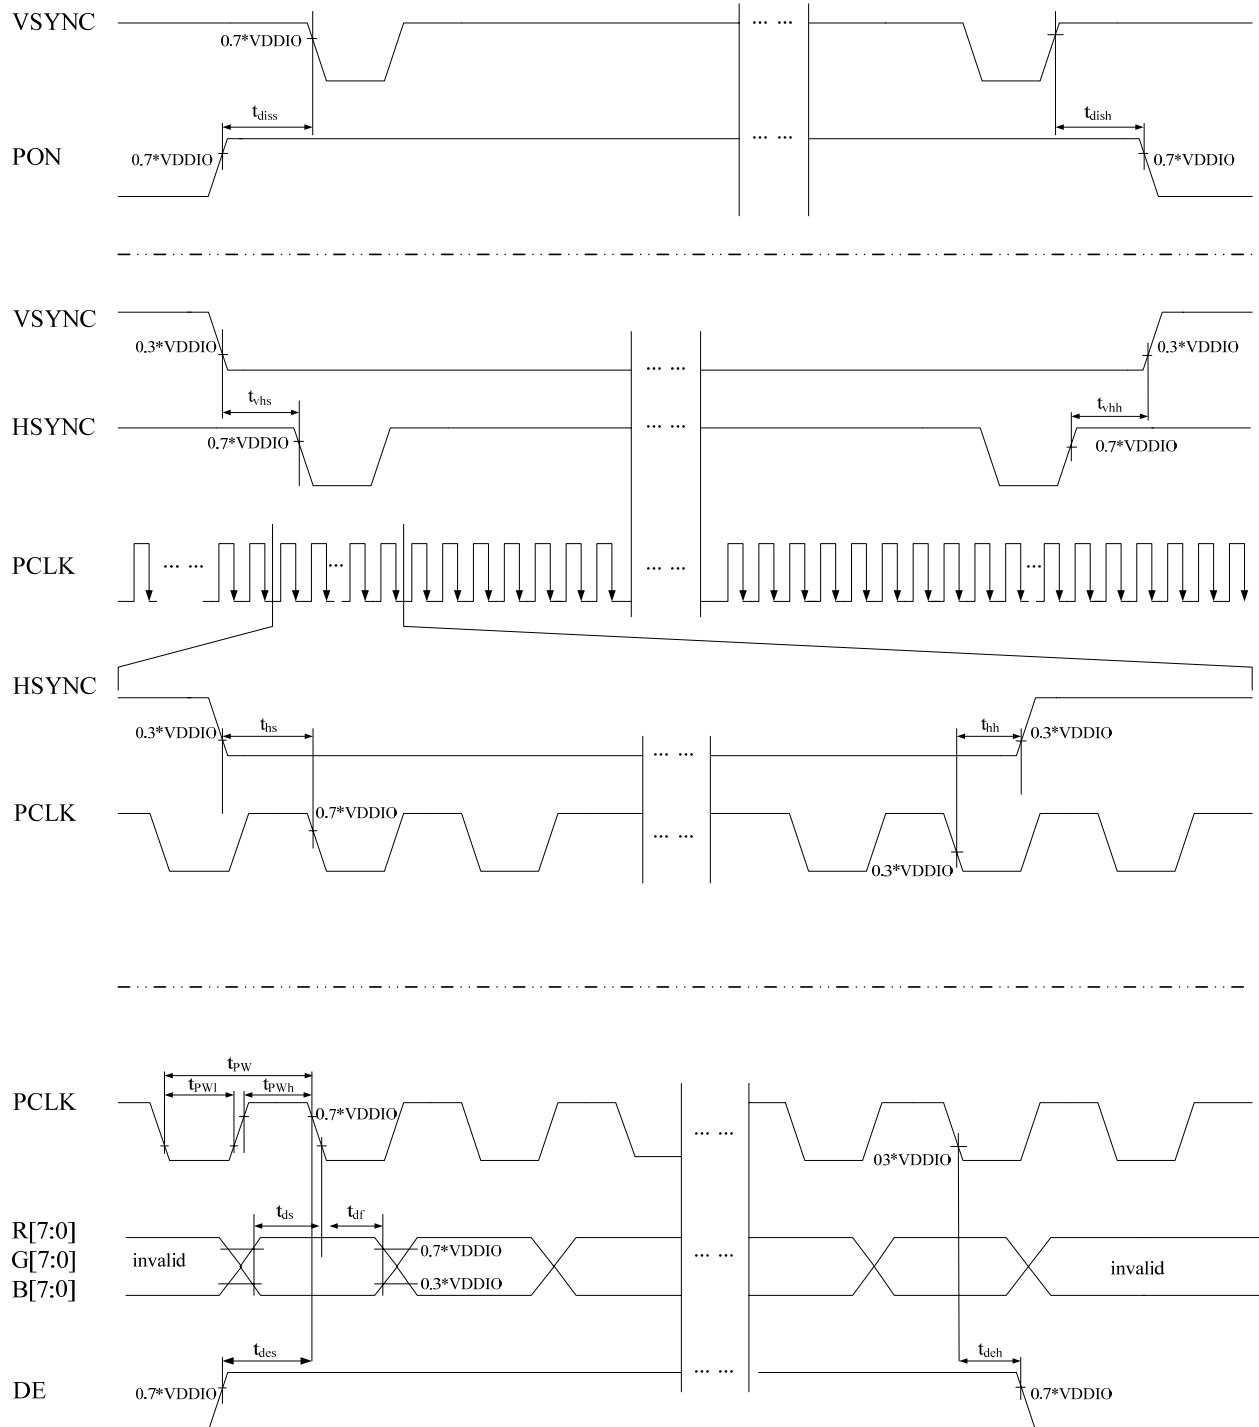 VSYNC
0.7*VDDIO
... ...
t_diss
t_dish
PON
0.7*VDDIO
... ...
0.7*VDDIO
VSYNC
0.3*VDDIO
... ...
0.3*VDDIO
t_vhs
t_vhh
HSYNC
0.7*VDDIO
... ...
0.7*VDDIO
PCLK
... ...
...
... ...
...
HSYNC
0.3*VDDIO
t_hs
... ...
t_hh
0.3*VDDIO
PCLK
0.7*VDDIO
... ...
0.3*VDDIO
t_PW
t_PWl
t_PWh
PCLK
0.7*VDDIO
... ...
03*VDDIO
t_ds
t_df
R[7:0]
G[7:0]
B[7:0]
invalid
0.7*VDDIO
0.3*VDDIO
... ...
invalid
t_des
t_deh
DE
0.7*VDDIO
... ...
0.7*VDDIO